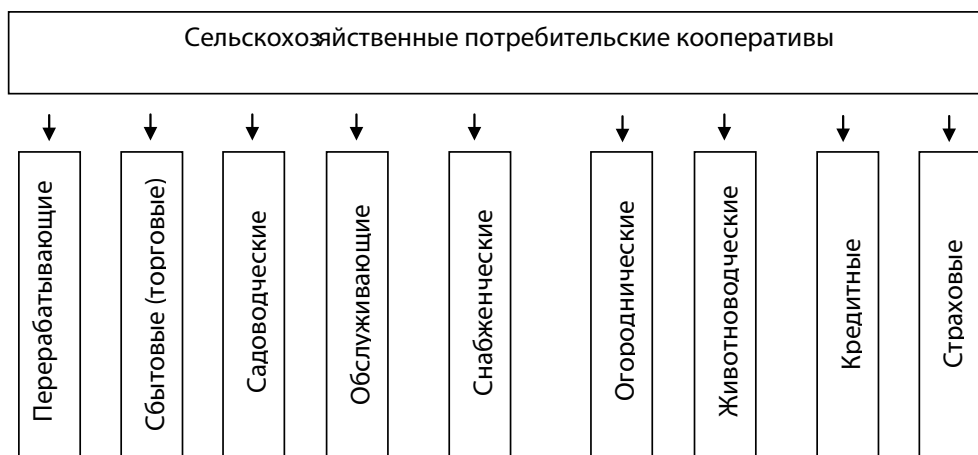 Сельскохозяйственные потребительские кооперативы
Перерабатывающие
Сбытовые (торговые)
Садоводческие
Обслуживающие
Снабженческие
Огороднические
Животноводческие
Кредитные
Страховые